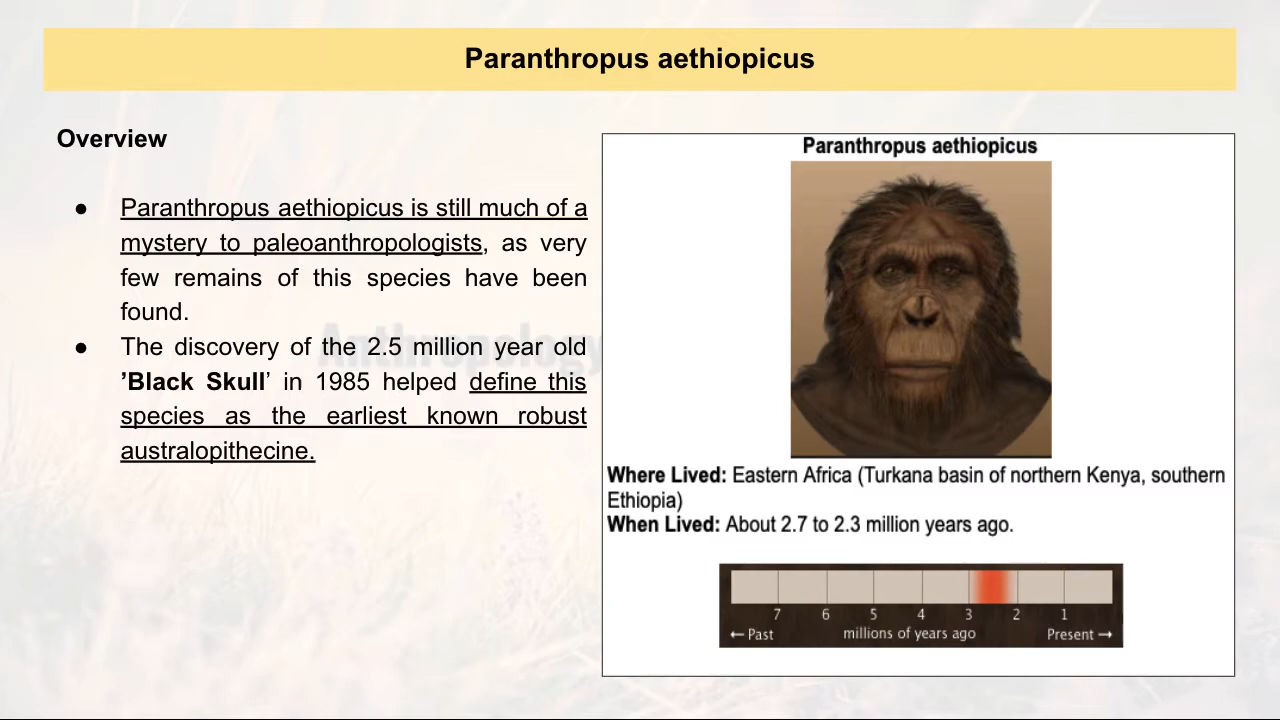 Paranthropus aethiopicus
Overview
● Paranthropus aethiopicus is still much of a
mystery to paleoanthropologists, as very
few remains of this species have been
found.
● The discovery of the 2.5 million year old
’Black Skull’ in 1985 helped define this
species as the earliest known robust
australopithecine.
Anthropology
Paranthropus aethiopicus
Where Lived: Eastern Africa (Turkana basin of northern Kenya, southern
Ethiopia)
When Lived: About 2.7 to 2.3 million years ago.
7 6 5 4 3 2 1
← Past millions of years ago Present →